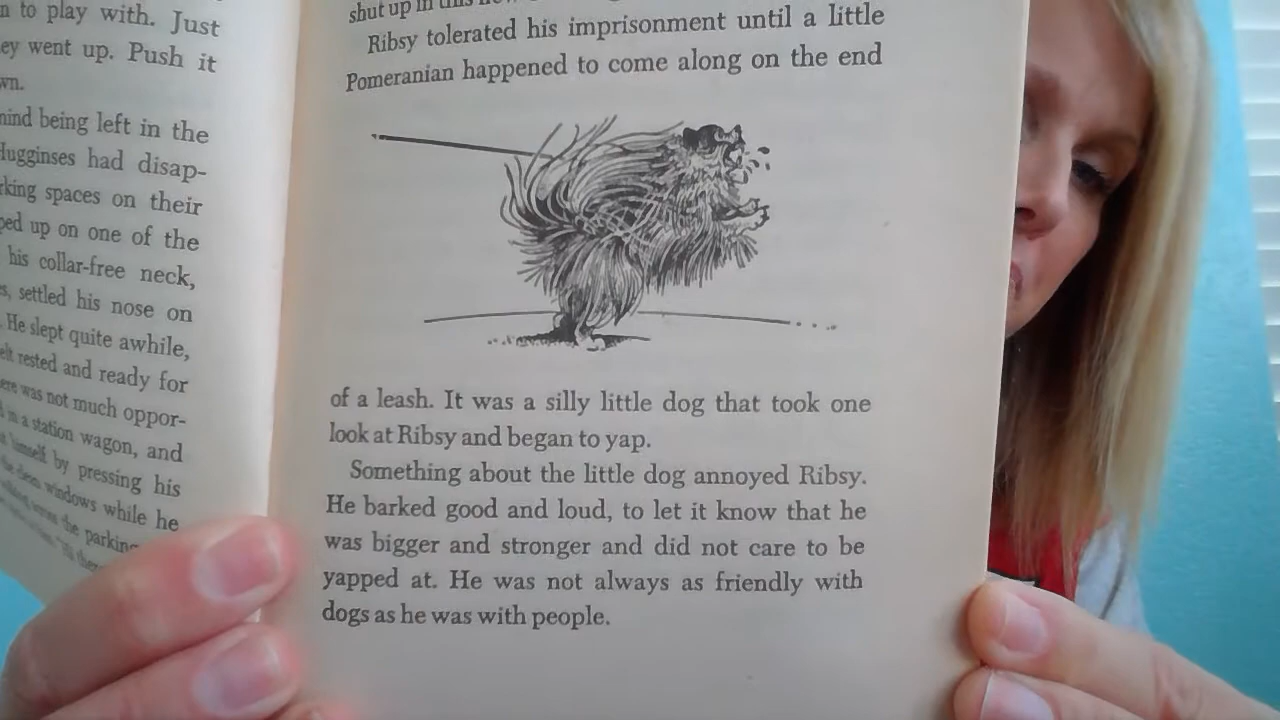 n to play with. Just
ey went up. Push it
wn.
mind being left in the
Hugginses had disap-
rking spaces on their
ped up on one of the
his collar-free neck,
es, settled his nose on
. He slept quite awhile,
elt rested and ready for
ere was not much oppor-
d in a station wagon, and
himself by pressing his
windows while he
the parking
shut up in this
Ribsy tolerated his imprisonment until a little
Pomeranian happened to come along on the end
of a leash. It was a silly little dog that took one
look at Ribsy and began to yap.
Something about the little dog annoyed Ribsy.
He barked good and loud, to let it know that he
was bigger and stronger and did not care to be
yapped at. He was not always as friendly with
dogs as he was with people.